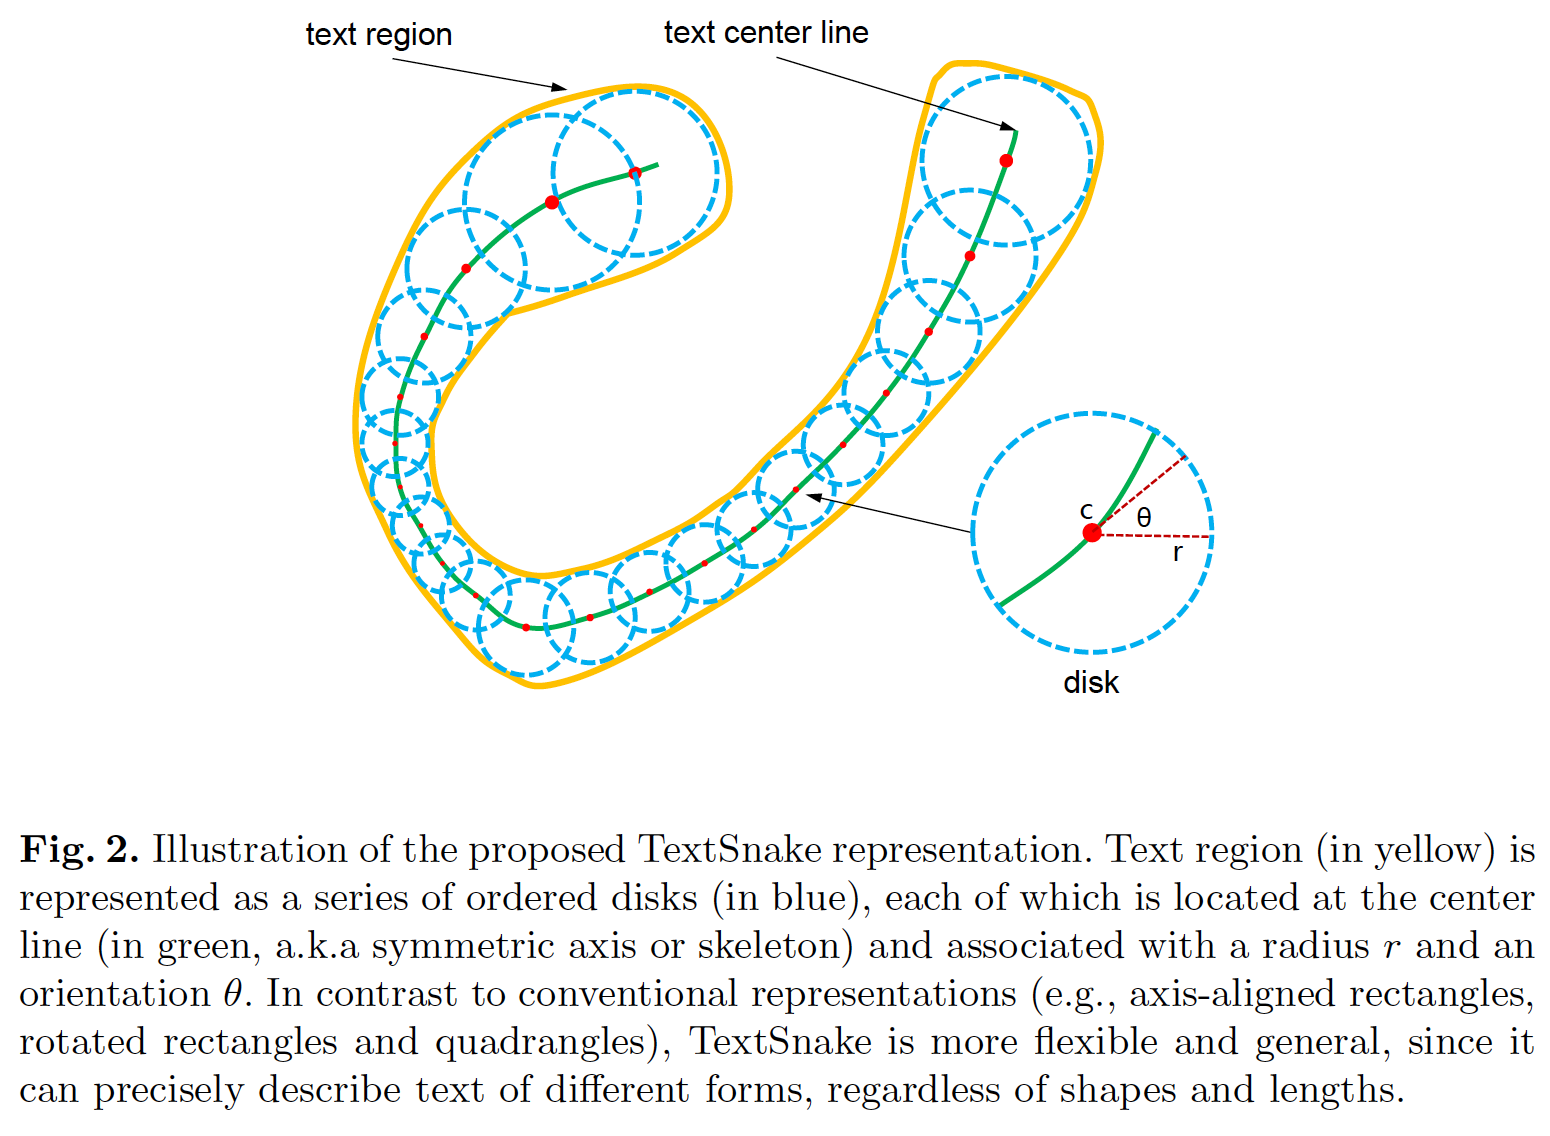 text region
text center line
c
θ
r
disk
Fig. 2. Illustration of the proposed TextSnake representation. Text region (in yellow) is
represented as a series of ordered disks (in blue), each of which is located at the center
line (in green, a.k.a symmetric axis or skeleton) and associated with a radius r and an
orientation θ. In contrast to conventional representations (e.g., axis-aligned rectangles,
rotated rectangles and quadrangles), TextSnake is more flexible and general, since it
can precisely describe text of different forms, regardless of shapes and lengths.